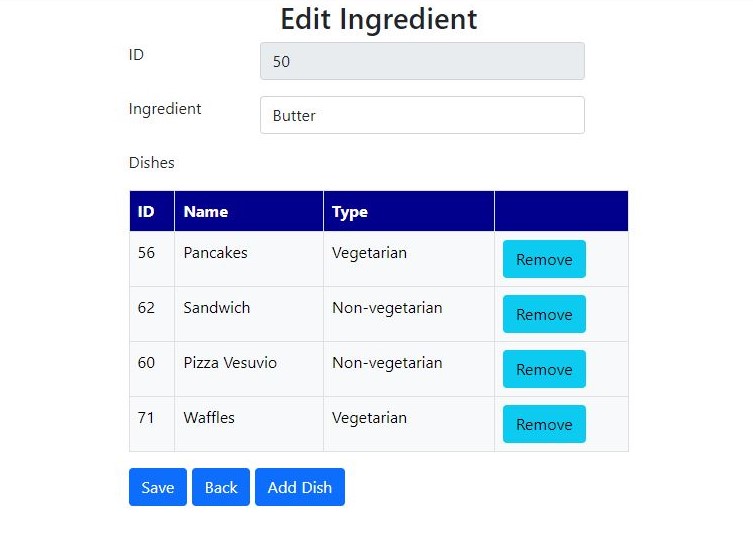 Edit Ingredient
ID 50
Ingredient Butter
Dishes
ID Name Type
56 Pancakes Vegetarian Remove
62 Sandwich Non-vegetarian Remove
60 Pizza Vesuvio Non-vegetarian Remove
71 Waffles Vegetarian Remove
Save Back Add Dish